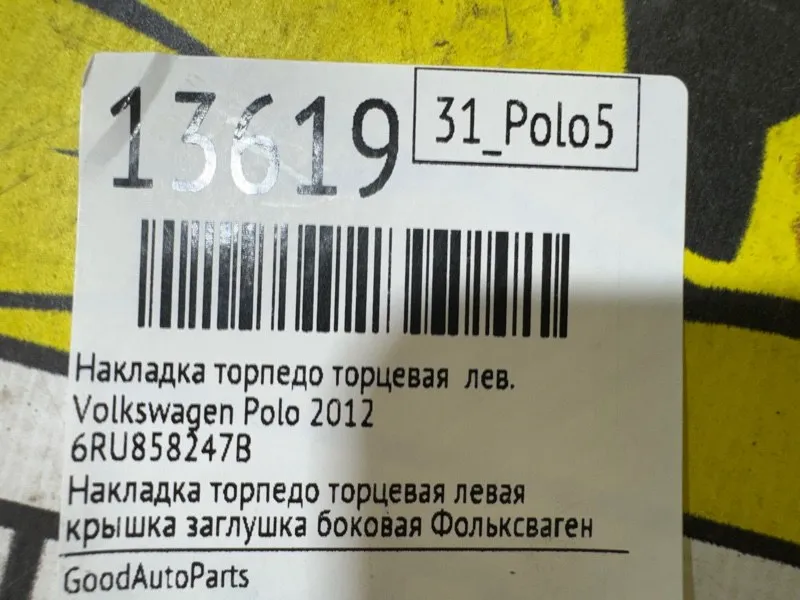 13619
31_Polo5
Накладка торпедо торцевая лев.
Volkswagen Polo 2012
6RU858247B
Накладка торпедо торцевая левая
крышка заглушка боковая Фольксваген
GoodAutoParts